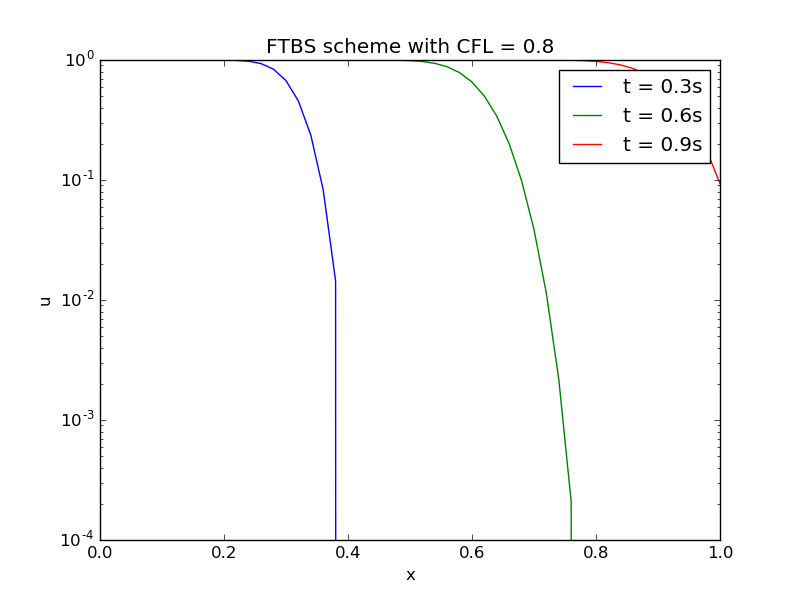 FTBS scheme with CFL = 0.8
10^0
t = 0.3s
t = 0.6s
t = 0.9s
10^-1
10^-2
u
10^-3
10^-4
0.0 0.2 0.4 0.6 0.8 1.0
x